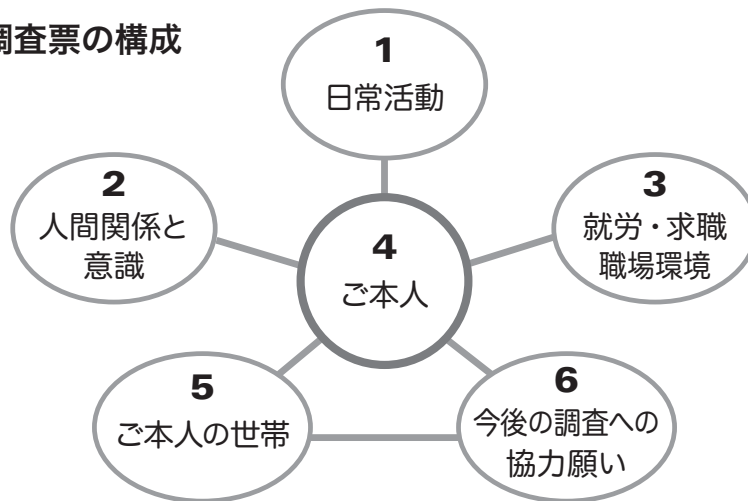 調査票の構成
1
日常活動
2
人間関係と
意識
3
就労・求職
職場環境
4
ご本人
5
ご本人の世帯
6
今後の調査への
協力願い